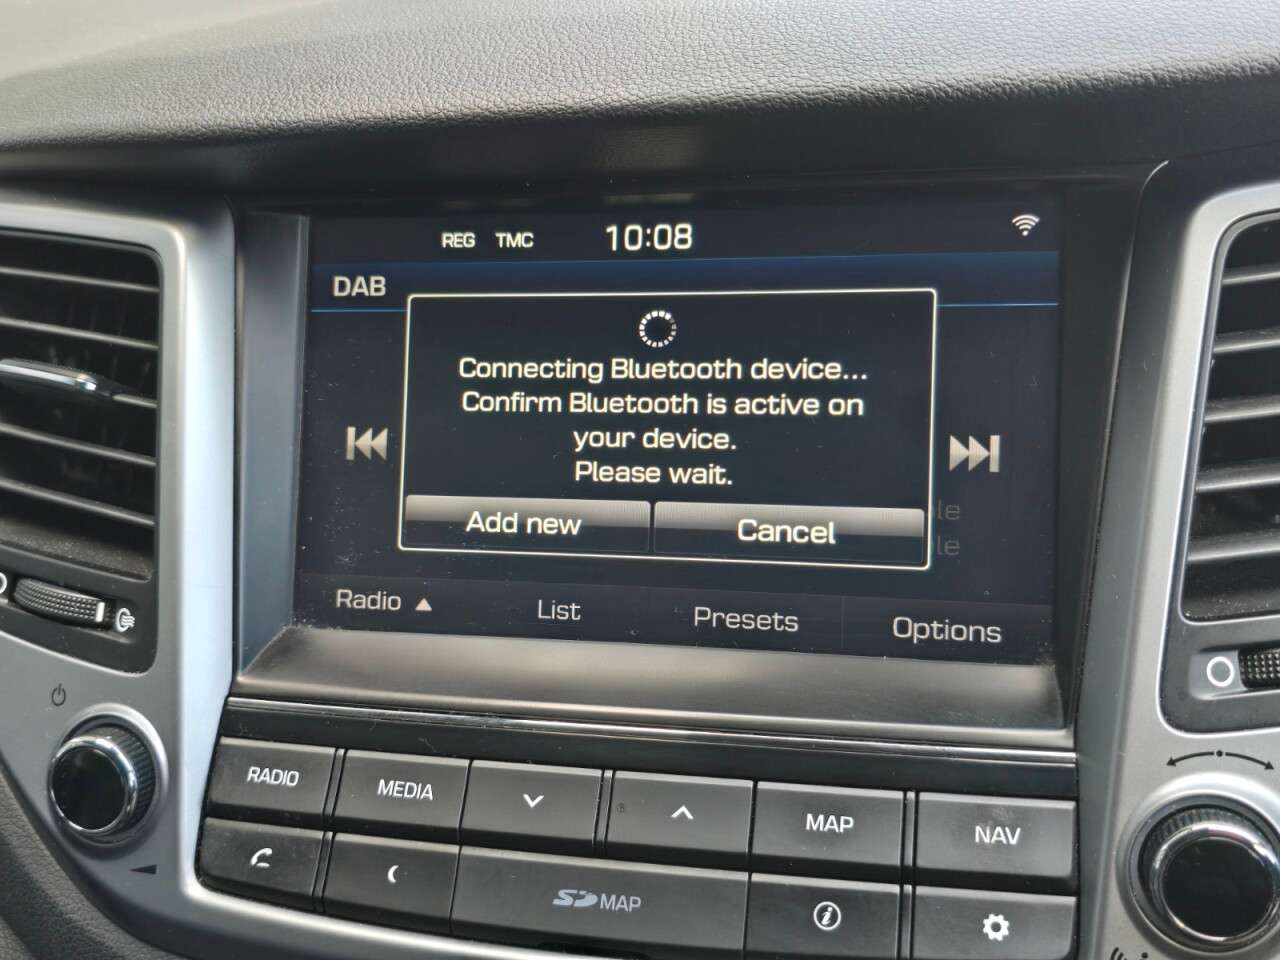 REG TMC 10:08
DAB
Connecting Bluetooth device...
Confirm Bluetooth is active on
your device.
Please wait.
Add new Cancel
Radio List Presets Options
RADIO MEDIA MAP NAV
SD MAP